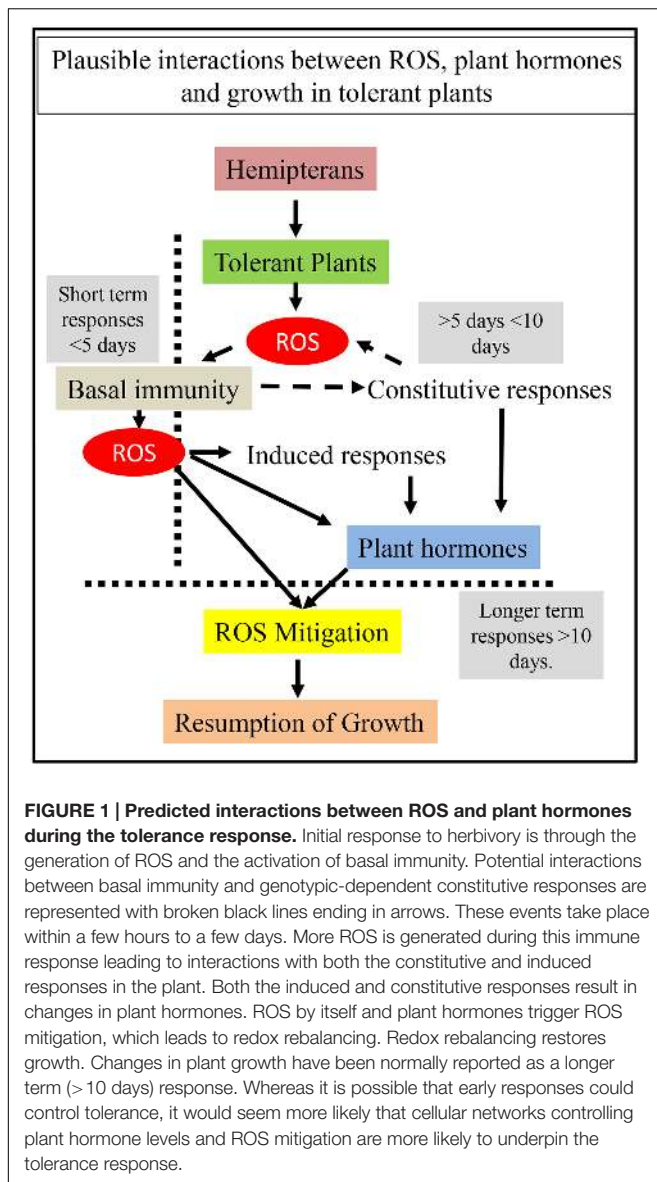 Plausible interactions between ROS, plant hormones
and growth in tolerant plants
Hemipterans
Tolerant Plants
Short term
responses
<5 days
ROS
>5 days <10
days
Basal immunity
Constitutive responses
ROS
Induced responses
Plant hormones
ROS Mitigation
Longer term
responses >10
days.
Resumption of Growth
FIGURE 1 | Predicted interactions between ROS and plant hormones
during the tolerance response. Initial response to herbivory is through the
generation of ROS and the activation of basal immunity. Potential interactions
between basal immunity and genotypic-dependent constitutive responses are
represented with broken black lines ending in arrows. These events take place
within a few hours to a few days. More ROS is generated during this immune
response leading to interactions with both the constitutive and induced
responses in the plant. Both the induced and constitutive responses result in
changes in plant hormones. ROS by itself and plant hormones trigger ROS
mitigation, which leads to redox rebalancing. Redox rebalancing restores
growth. Changes in plant growth have been normally reported as a longer
term (>10 days) response. Whereas it is possible that early responses could
control tolerance, it would seem more likely that cellular networks controlling
plant hormone levels and ROS mitigation are more likely to underpin the
tolerance response.